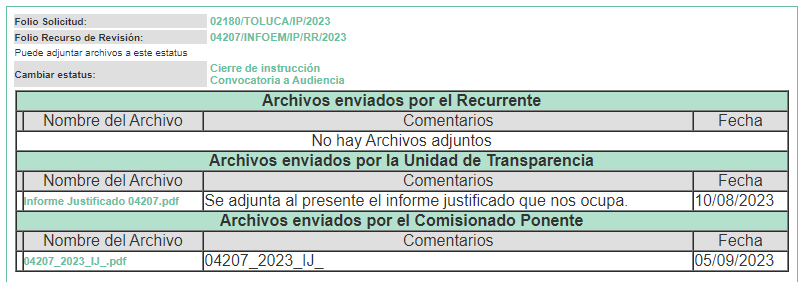 Folio Solicitud: 02180/TOLUCA/IP/2023
Folio Recurso de Revisión: 04207/INFOEM/IP/RR/2023
Puede adjuntar archivos a este estatus
Cambiar estatus: Cierre de instrucción
Convocatoria a Audiencia
Archivos enviados por el Recurrente
Nombre del Archivo Comentarios Fecha
No hay Archivos adjuntos
Archivos enviados por la Unidad de Transparencia
Nombre del Archivo Comentarios Fecha
Informe Justificado 04207.pdf Se adjunta al presente el informe justificado que nos ocupa. 10/08/2023
Archivos enviados por el Comisionado Ponente
Nombre del Archivo Comentarios Fecha
04207_2023_IJ_.pdf 04207_2023_IJ_ 05/09/2023